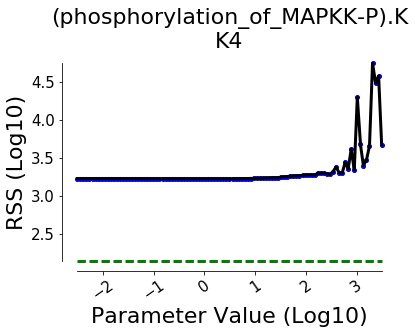 (phosphorylation_of_MAPKK-P).K
K4
4.5
4.0
3.5
3.0
2.5
RSS (Log10)
−2 −1 0 1 2 3
Parameter Value (Log10)